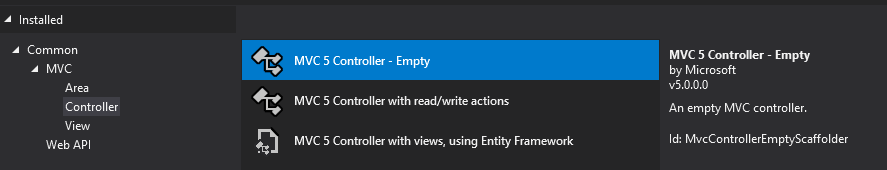 Installed
Common
MVC
Area
Controller
View
Web API
MVC 5 Controller - Empty
MVC 5 Controller with read/write actions
MVC 5 Controller with views, using Entity Framework
MVC 5 Controller - Empty
by Microsoft
v5.0.0.0
An empty MVC controller.
Id: MvcControllerEmptyScaffolder